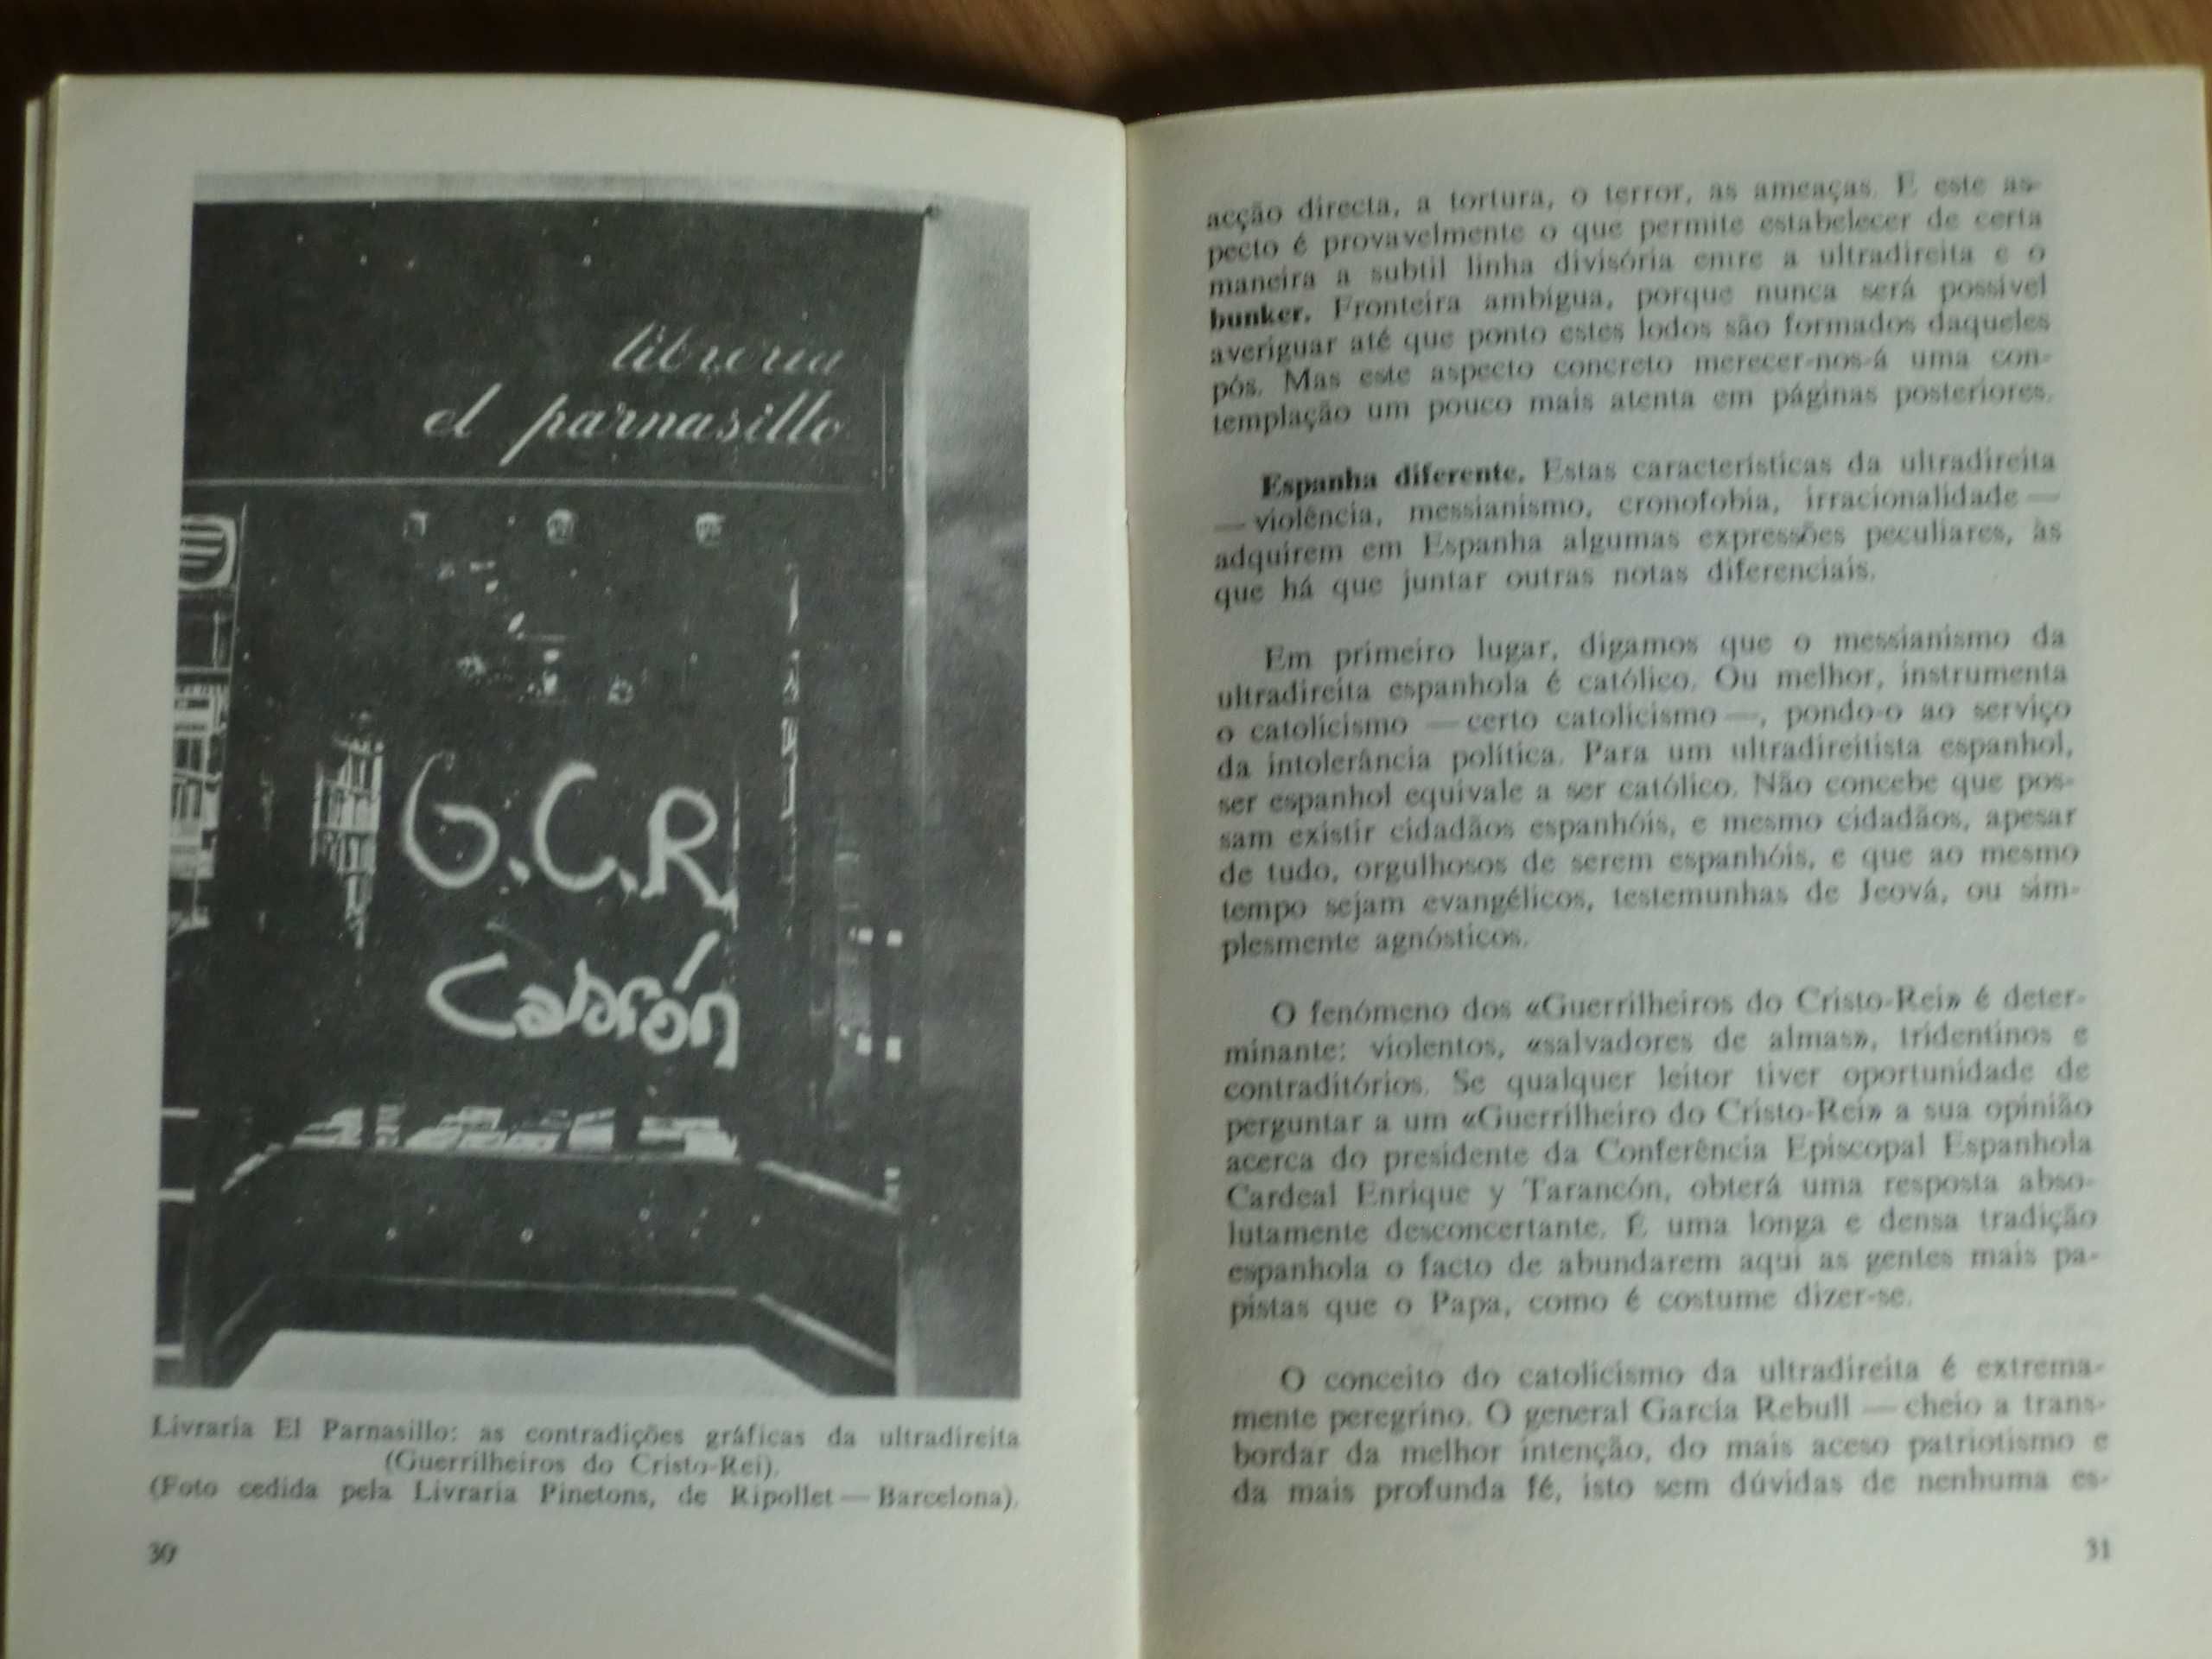 libreria
el parnasillo
G.C.R.
Cabrón
Livraria El Parnasillo: as contradições gráficas da ultradireita
(Guerrilheiros do Cristo-Rei).
(Foto cedida pela Livraria Pinetons, de Ripollet — Barcelona).
30
acção directa, a tortura, o terror, as ameaças. E este as-
pecto é provavelmente o que permite estabelecer de certa
maneira a subtil linha divisória entre a ultradireita e o
bunker. Fronteira ambígua, porque nunca será possível
averiguar até que ponto estes lodos são formados daqueles
pós. Mas este aspecto concreto merecer-nos-á uma con-
templação um pouco mais atenta em páginas posteriores.
Espanha diferente. Estas características da ultradireita
— violência, messianismo, cronofobia, irracionalidade —
adquirem em Espanha algumas expressões peculiares, às
que há que juntar outras notas diferenciais.
Em primeiro lugar, digamos que o messianismo da
ultradireita espanhola é católico. Ou melhor, instrumenta
o catolicismo — certo catolicismo —, pondo-o ao serviço
da intolerância política. Para um ultradireitista espanhol,
ser espanhol equivale a ser católico. Não concebe que pos-
sam existir cidadãos espanhóis, e mesmo cidadãos, apesar
de tudo, orgulhosos de serem espanhóis, e que ao mesmo
tempo sejam evangélicos, testemunhas de Jeová, ou sim-
plesmente agnósticos.
O fenómeno dos «Guerrilheiros do Cristo-Rei» é deter-
minante: violentos, «salvadores de almas», tridentinos e
contraditórios. Se qualquer leitor tiver oportunidade de
perguntar a um «Guerrilheiro do Cristo-Rei» a sua opinião
acerca do presidente da Conferência Episcopal Espanhola
Cardeal Enrique y Tarancón, obterá uma resposta abso-
lutamente desconcertante. É uma longa e densa tradição
espanhola o facto de abundarem aqui as gentes mais pa-
pistas que o Papa, como é costume dizer-se.
O conceito do catolicismo da ultradireita é extrema-
mente peregrino. O general García Rebull — cheio a trans-
bordar da melhor intenção, do mais aceso patriotismo e
da mais profunda fé, isto sem dúvidas de nenhuma es-
31